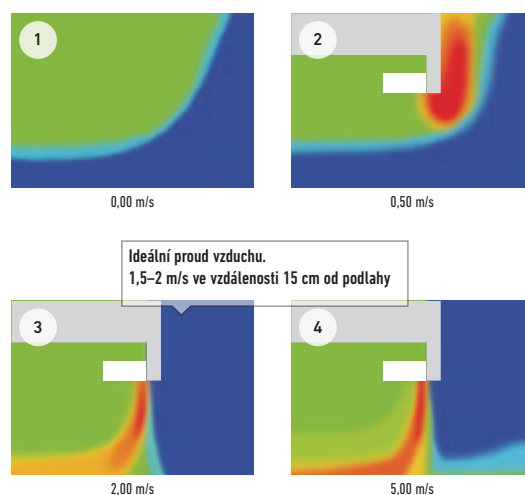 1
2
0,00 m/s
0,50 m/s
Ideální proud vzduchu.
1,5–2 m/s ve vzdálenosti 15 cm od podlahy
3
4
2,00 m/s
5,00 m/s